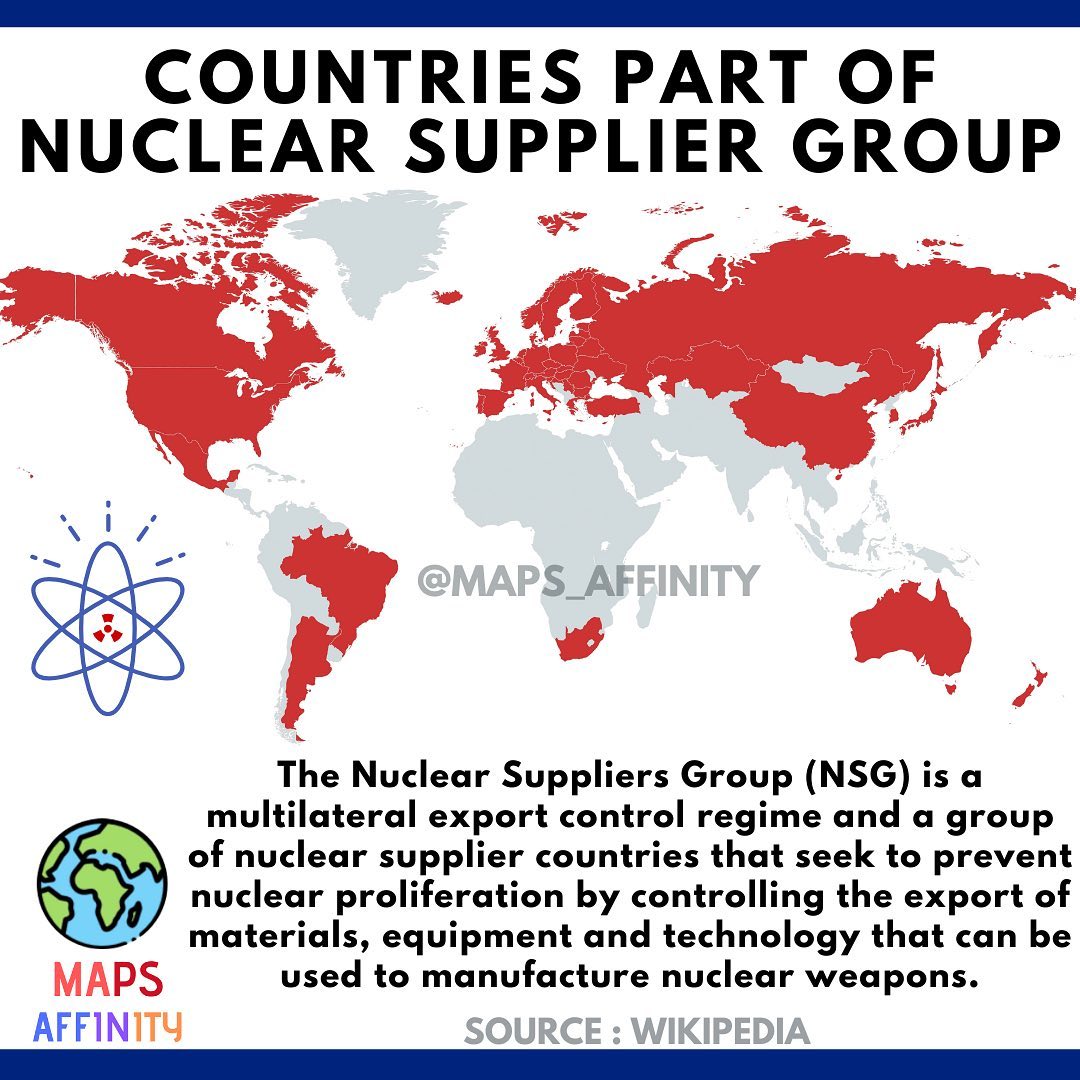 COUNTRIES PART OF
NUCLEAR SUPPLIER GROUP
@MAPS_AFFINITY
The Nuclear Suppliers Group (NSG) is a
multilateral export control regime and a group
of nuclear supplier countries that seek to prevent
nuclear proliferation by controlling the export of
materials, equipment and technology that can be
used to manufacture nuclear weapons.
MAPS
AFF1N1TY
SOURCE : WIKIPEDIA